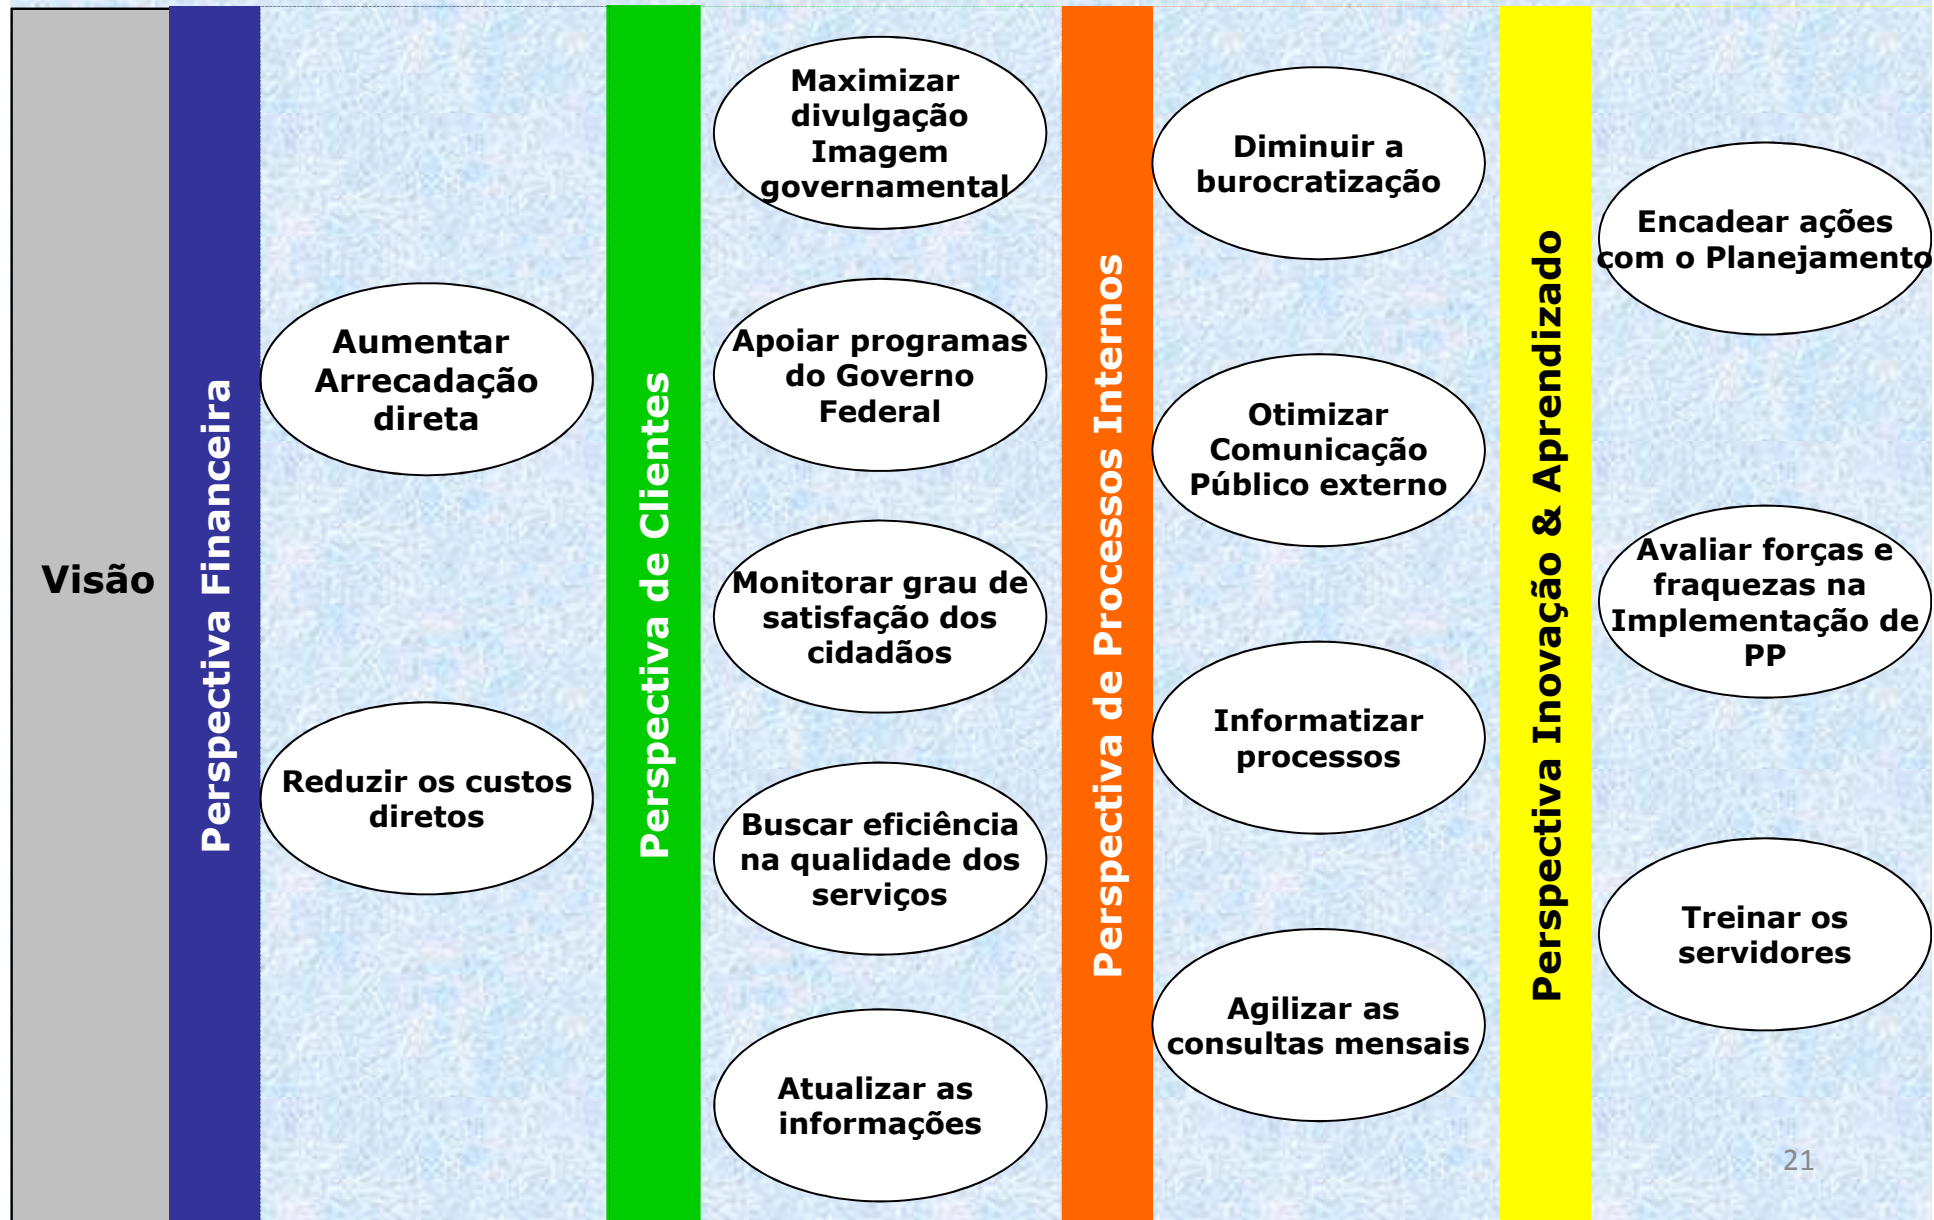 Visão
Perspectiva Financeira
Aumentar
Arrecadação
direta
Reduzir os custos
diretos
Perspectiva de Clientes
Maximizar
divulgação
Imagem
governamental
Apoiar programas
do Governo
Federal
Monitorar grau de
satisfação dos
cidadãos
Buscar eficiência
na qualidade dos
serviços
Atualizar as
informações
Perspectiva de Processos Internos
Diminuir a
burocratização
Otimizar
Comunicação
Público externo
Informatizar
processos
Agilizar as
consultas mensais
Perspectiva Inovação & Aprendizado
Encadear ações
com o Planejamento
Avaliar forças e
fraquezas na
Implementação de
PP
Treinar os
servidores
21